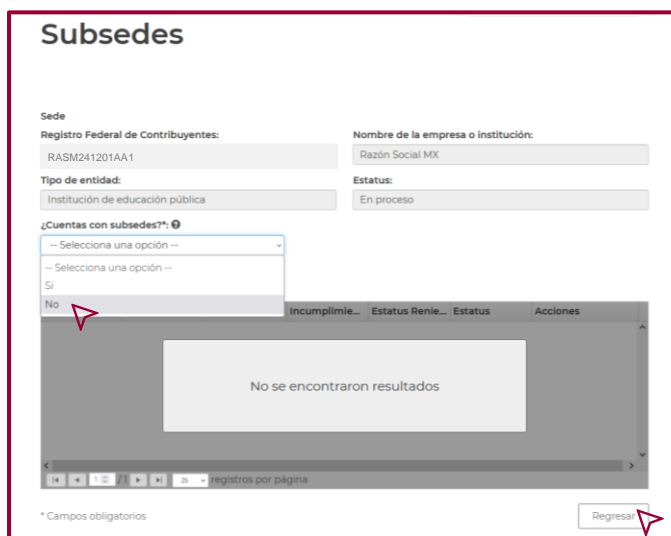 Subsedes
Sede
Registro Federal de Contribuyentes:
Nombre de la empresa o institución:
RASM241201AA1
Razón Social MX
Tipo de entidad:
Estatus:
Institución de educación pública
En proceso
¿Cuentas con subsedes?*:
-- Selecciona una opción --
-- Selecciona una opción --
Si
No
Incumplimie... Estatus Renie... Estatus Acciones
No se encontraron resultados
1 / 1 25 registros por página
* Campos obligatorios
Regresar